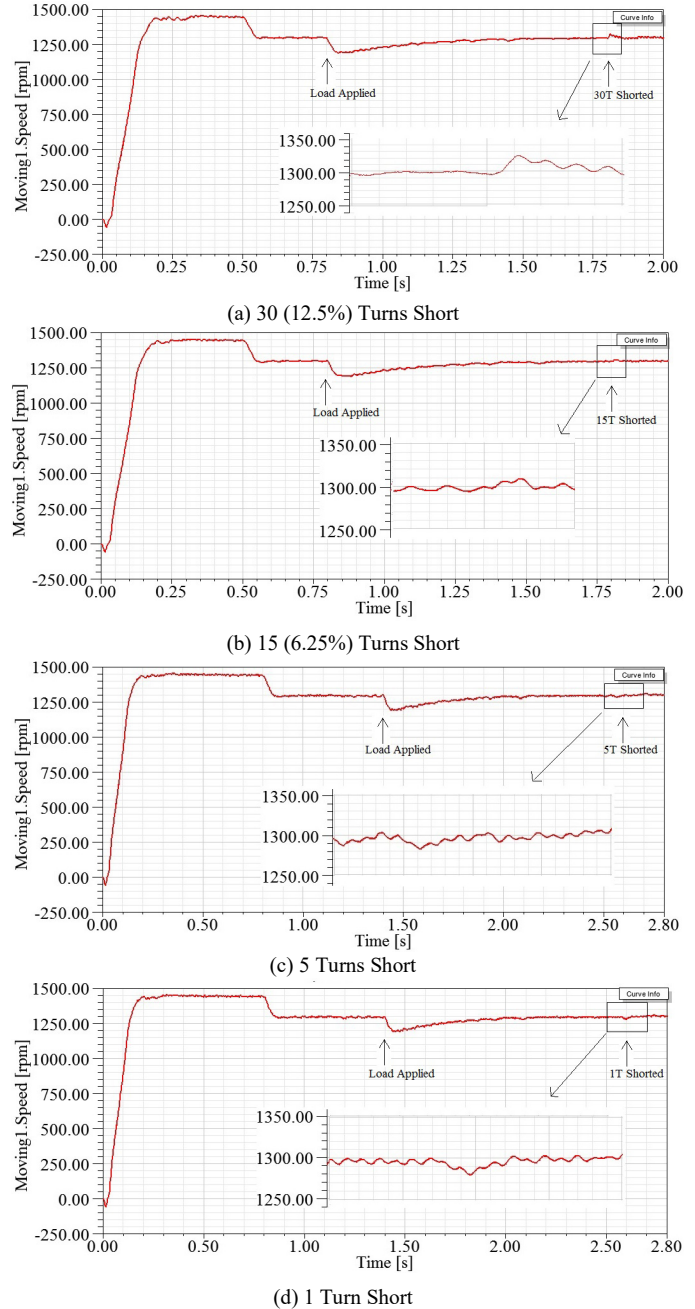 1500.00
1250.00
1000.00
750.00
500.00
250.00
0.00
-250.00
Moving1.Speed [rpm]
Curve Info
Load Applied
30T Shorted
1350.00
1300.00
1250.00
0.00 0.25 0.50 0.75 1.00 1.25 1.50 1.75 2.00
Time [s]
(a) 30 (12.5%) Turns Short
1500.00
1250.00
1000.00
750.00
500.00
250.00
0.00
-250.00
Moving1.Speed [rpm]
Curve Info
Load Applied
15T Shorted
1350.00
1300.00
1250.00
0.00 0.25 0.50 0.75 1.00 1.25 1.50 1.75 2.00
Time [s]
(b) 15 (6.25%) Turns Short
1500.00
1250.00
1000.00
750.00
500.00
250.00
0.00
-250.00
Moving1.Speed [rpm]
Curve Info
Load Applied
5T Shorted
1350.00
1300.00
1250.00
0.00 0.50 1.00 1.50 2.00 2.50 2.80
Time [s]
(c) 5 Turns Short
1500.00
1250.00
1000.00
750.00
500.00
250.00
0.00
-250.00
Moving1.Speed [rpm]
Curve Info
Load Applied
1T Shorted
1350.00
1300.00
1250.00
0.00 0.50 1.00 1.50 2.00 2.50 2.80
Time [s]
(d) 1 Turn Short